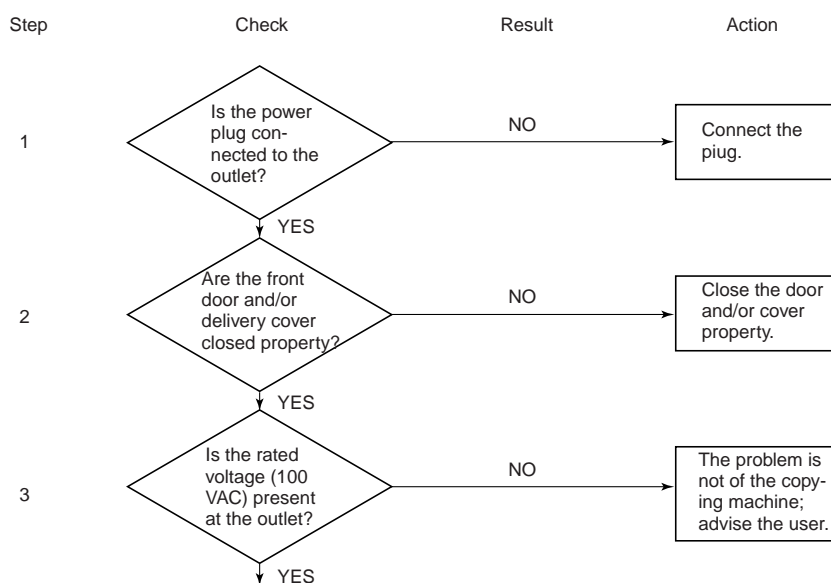 Step Check Result Action
1
Is the power
plug con-
nected to the
outlet?
NO
Connect the
piug.
YES
2
Are the front
door and/or
delivery cover
closed property?
NO
Close the door
and/or cover
property.
YES
3
Is the rated
voltage (100
VAC) present
at the outlet?
NO
The problem is
not of the copy-
ing machine;
advise the user.
YES